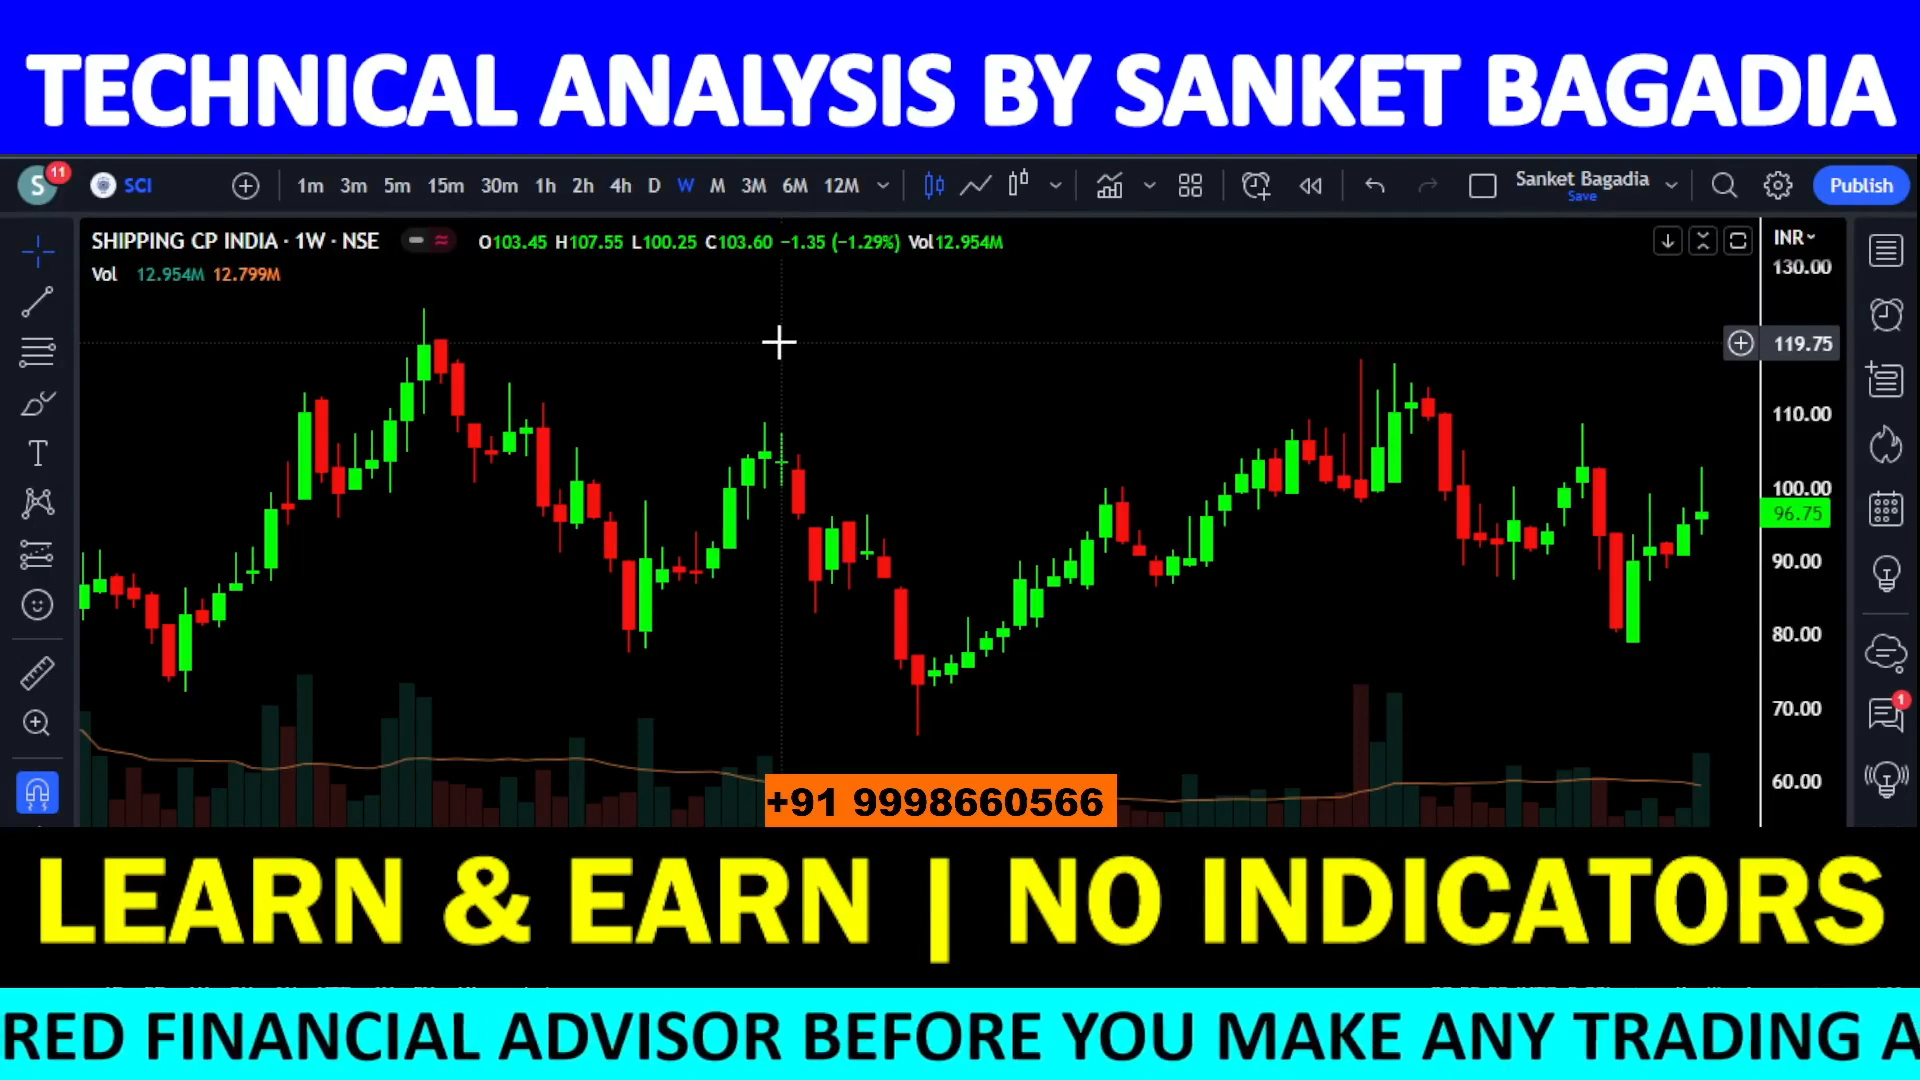 TECHNICAL ANALYSIS BY SANKET BAGADIA
S 11 SCI 1m 3m 5m 15m 30m 1h 2h 4h D W M 3M 6M 12M Sanket Bagadia Save Publish
SHIPPING CP INDIA · 1W · NSE O103.45 H107.55 L100.25 C103.60 −1.35 (−1.29%) Vol12.954M
Vol 12.954M 12.799M
INR
130.00
119.75
110.00
100.00
96.75
90.00
80.00
70.00
60.00
T
1
+91 9998660566
LEARN & EARN | NO INDICATORS
RED FINANCIAL ADVISOR BEFORE YOU MAKE ANY TRADING A